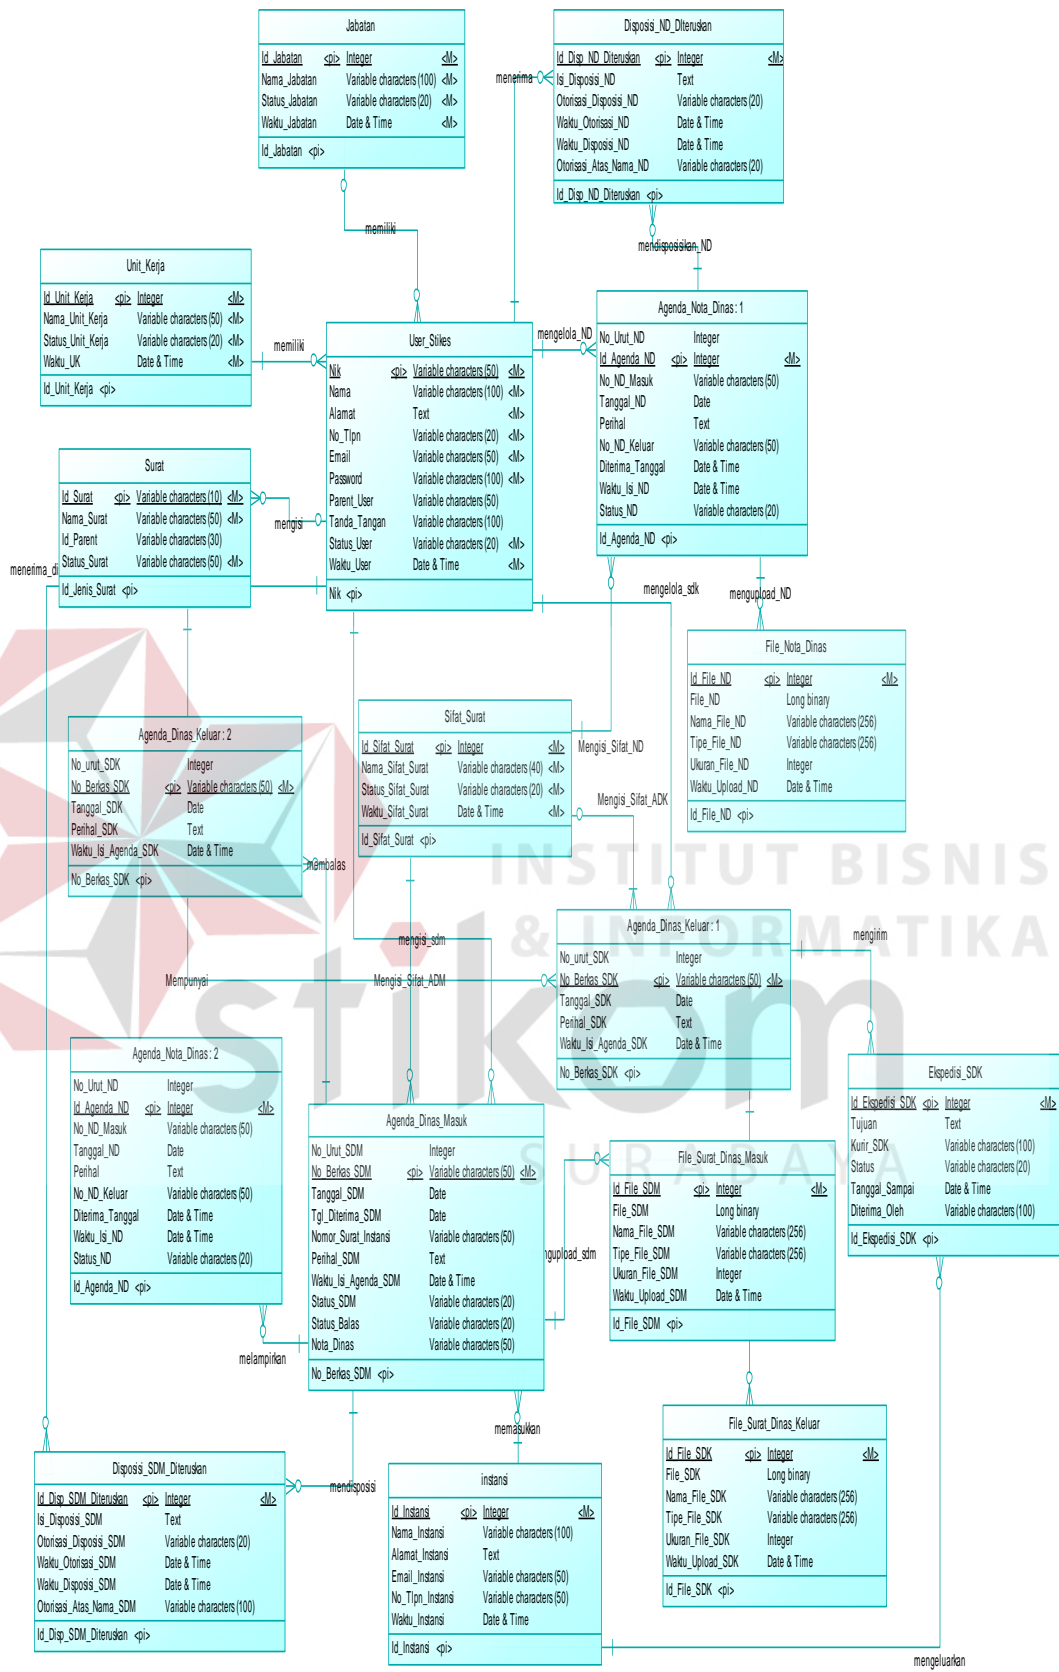 Jabatan
Id_Jabatan <pi> Integer <M>
Nama_Jabatan Variable characters (100) <M>
Status_Jabatan Variable characters (20) <M>
Waktu_Jabatan Date & Time <M>
Id_Jabatan <pi>
Disposisi_ND_DIteruskan
Id_Disp_ND_Diteruskan <pi> Integer <M>
Isi_Disposisi_ND Text
Otorisasi_Disposisi_ND Variable characters (20)
Waktu_Otorisasi_ND Date & Time
Waktu_Disposisi_ND Date & Time
Otorisasi_Atas_Nama_ND Variable characters (20)
Id_Disp_ND_Diteruskan <pi>
menerima
memiliki
mendisposisikan_ND
Unit_Kerja
Id_Unit_Kerja <pi> Integer <M>
Nama_Unit_Kerja Variable characters (50) <M>
Status_Unit_Kerja Variable characters (20) <M>
Waktu_UK Date & Time <M>
Id_Unit_Kerja <pi>
memiliki
User_Stikes
Nik <pi> Variable characters (50) <M>
Nama Variable characters (100) <M>
Alamat Text <M>
No_Tlpn Variable characters (20) <M>
Email Variable characters (50) <M>
Password Variable characters (100) <M>
Parent_User Variable characters (50)
Tanda_Tangan Variable characters (100)
Status_User Variable characters (20) <M>
Waktu_User Date & Time <M>
Nik <pi>
mengelola_ND
Agenda_Nota_Dinas : 1
No_Urut_ND Integer
Id_Agenda_ND <pi> Integer <M>
No_ND_Masuk Variable characters (50)
Tanggal_ND Date
Perihal Text
No_ND_Keluar Variable characters (50)
Diterima_Tanggal Date & Time
Waktu_Isi_ND Date & Time
Status_ND Variable characters (20)
Id_Agenda_ND <pi>
Surat
Id_Surat <pi> Variable characters (10) <M>
Nama_Surat Variable characters (50) <M>
Id_Parent Variable characters (30)
Status_Surat Variable characters (50) <M>
Id_Jenis_Surat <pi>
mengisi
menerima_di
mengelola_sdk
mengupload_ND
File_Nota_Dinas
Id_File_ND <pi> Integer <M>
File_ND Long binary
Nama_File_ND Variable characters (256)
Tipe_File_ND Variable characters (256)
Ukuran_File_ND Integer
Waktu_Upload_ND Date & Time
Id_File_ND <pi>
Sifat_Surat
Id_Sifat_Surat <pi> Integer <M>
Nama_Sifat_Surat Variable characters (40) <M>
Status_Sifat_Surat Variable characters (20) <M>
Waktu_Sifat_Surat Date & Time <M>
Id_Sifat_Surat <pi>
Mengisi_Sifat_ND
Mengisi_Sifat_ADK
Agenda_Dinas_Keluar : 2
No_urut_SDK Integer
No_Berkas_SDK <pi> Variable characters (50) <M>
Tanggal_SDK Date
Perihal_SDK Text
Waktu_Isi_Agenda_SDK Date & Time
No_Berkas_SDK <pi>
membalas
INSTITUT BISNIS
& INFORMATIKA
stikom
SURABAYA
mengisi_sdm
Mempunyai
Mengisi_Sifat_ADM
Agenda_Dinas_Keluar : 1
No_urut_SDK Integer
No_Berkas_SDK <pi> Variable characters (50) <M>
Tanggal_SDK Date
Perihal_SDK Text
Waktu_Isi_Agenda_SDK Date & Time
No_Berkas_SDK <pi>
mengirim
Agenda_Nota_Dinas : 2
No_Urut_ND Integer
Id_Agenda_ND <pi> Integer <M>
No_ND_Masuk Variable characters (50)
Tanggal_ND Date
Perihal Text
No_ND_Keluar Variable characters (50)
Diterima_Tanggal Date & Time
Waktu_Isi_ND Date & Time
Status_ND Variable characters (20)
Id_Agenda_ND <pi>
Agenda_Dinas_Masuk
No_Urut_SDM Integer
No_Berkas_SDM <pi> Variable characters (50) <M>
Tanggal_SDM Date
Tgl_Diterima_SDM Date
Nomor_Surat_Instansi Variable characters (50)
Perihal_SDM Text
Waktu_Isi_Agenda_SDM Date & Time
Status_SDM Variable characters (20)
Status_Balas Variable characters (20)
Nota_Dinas Variable characters (50)
No_Berkas_SDM <pi>
ngupload_sdm
File_Surat_Dinas_Masuk
Id_File_SDM <pi> Integer <M>
File_SDM Long binary
Nama_File_SDM Variable characters (256)
Tipe_File_SDM Variable characters (256)
Ukuran_File_SDM Integer
Waktu_Upload_SDM Date & Time
Id_File_SDM <pi>
Ekspedisi_SDK
Id_Ekspedisi_SDK <pi> Integer <M>
Tujuan Text
Kurir_SDK Variable characters (100)
Status Variable characters (20)
Tanggal_Sampai Date & Time
Diterima_Oleh Variable characters (100)
Id_Ekspedisi_SDK <pi>
melampirkan
memasukkan
mendisposisi
File_Surat_Dinas_Keluar
Id_File_SDK <pi> Integer <M>
File_SDK Long binary
Nama_File_SDK Variable characters (256)
Tipe_File_SDK Variable characters (256)
Ukuran_File_SDK Integer
Waktu_Upload_SDK Date & Time
Id_File_SDK <pi>
Disposisi_SDM_Diteruskan
Id_Disp_SDM_Diteruskan <pi> Integer <M>
Isi_Disposisi_SDM Text
Otorisasi_Disposisi_SDM Variable characters (20)
Waktu_Otorisasi_SDM Date & Time
Waktu_Disposisi_SDM Date & Time
Otorisasi_Atas_Nama_SDM Variable characters (100)
Id_Disp_SDM_Diteruskan <pi>
instansi
Id_Instansi <pi> Integer <M>
Nama_Instansi Variable characters (100)
Alamat_Instansi Text
Email_Instansi Variable characters (50)
No_Tlpn_Instansi Variable characters (50)
Waktu_Instansi Date & Time
Id_Instansi <pi>
mengeluarkan